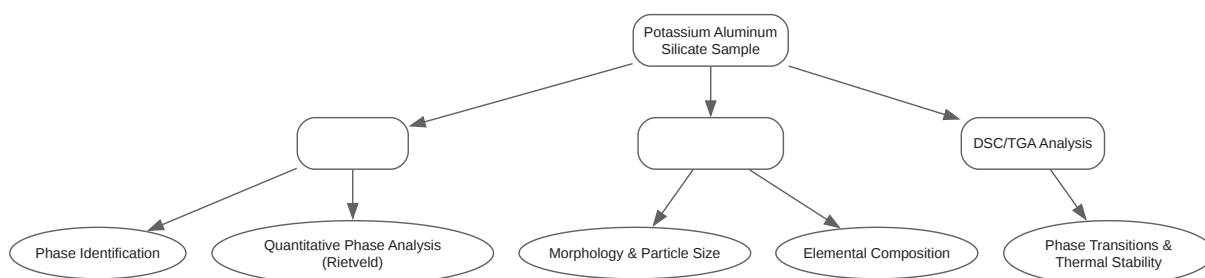 Potassium Aluminum
Silicate Sample
DSC/TGA Analysis
Phase Identification
Quantitative Phase Analysis
(Rietveld)
Morphology & Particle Size
Elemental Composition
Phase Transitions &
Thermal Stability